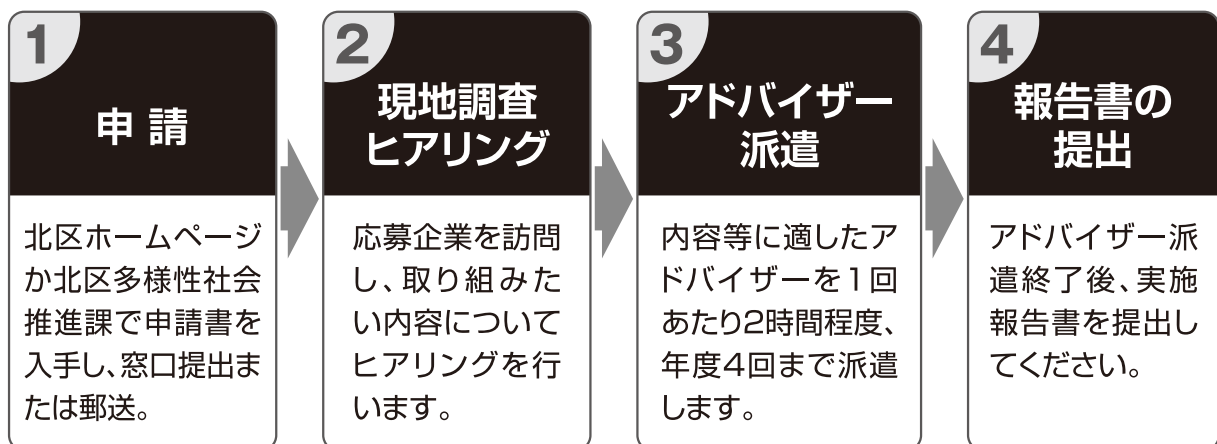 1
申請
北区ホームページ
か北区多様性社会
推進課で申請書を
入手し、窓口提出ま
たは郵送。
2
現地調査
ヒアリング
応募企業を訪問
し、取り組みた
い内容について
ヒアリングを行
います。
3
アドバイザー
派遣
内容等に適したア
ドバイザーを1回
あたり2時間程度、
年度4回まで派遣
します。
4
報告書の
提出
アドバイザー派
遣終了後、実施
報告書を提出し
てください。